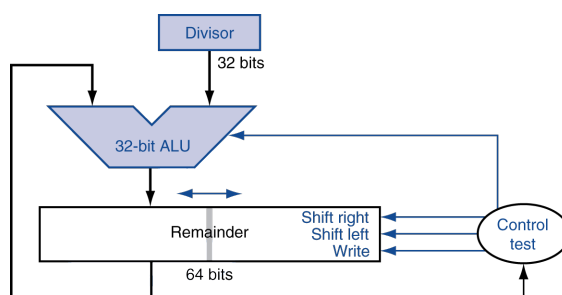 Divisor
32 bits
32-bit ALU
Remainder
Shift right
Shift left
Write
Control
test
64 bits